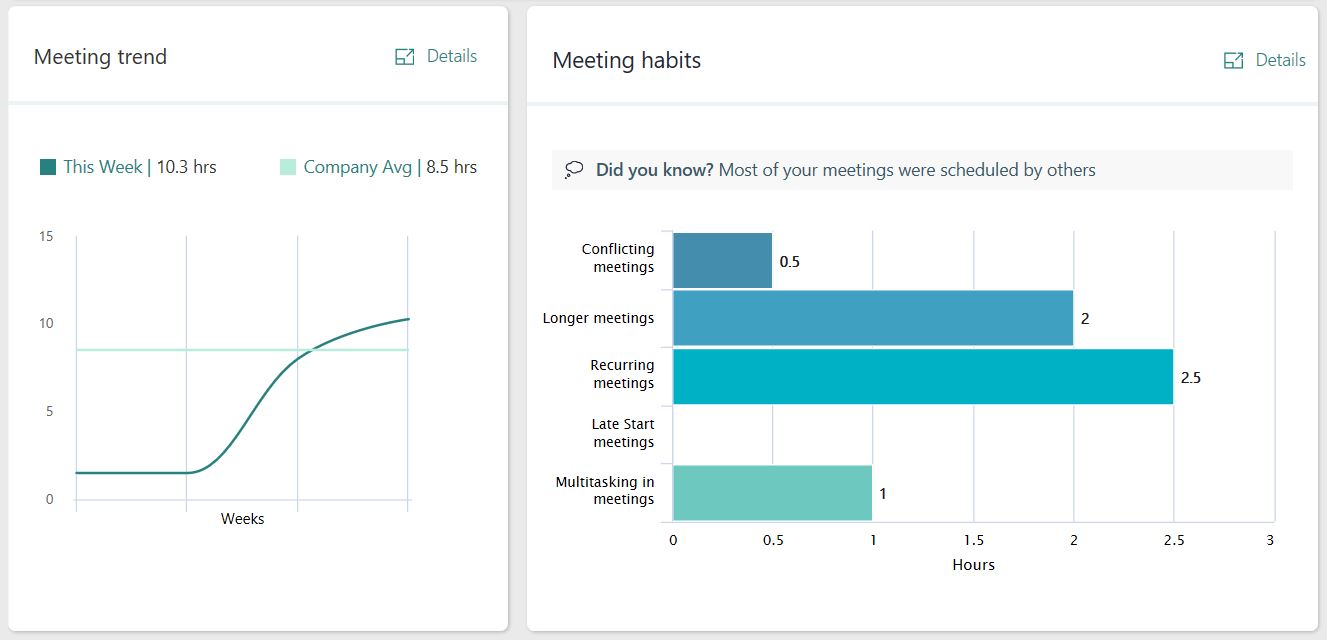 Meeting trend
Details
This Week | 10.3 hrs
Company Avg | 8.5 hrs
15
10
5
0
Weeks
Meeting habits
Details
Did you know? Most of your meetings were scheduled by others
Conflicting
meetings
0.5
Longer meetings
2
Recurring
meetings
2.5
Late Start
meetings
Multitasking in
meetings
1
0 0.5 1 1.5 2 2.5 3
Hours